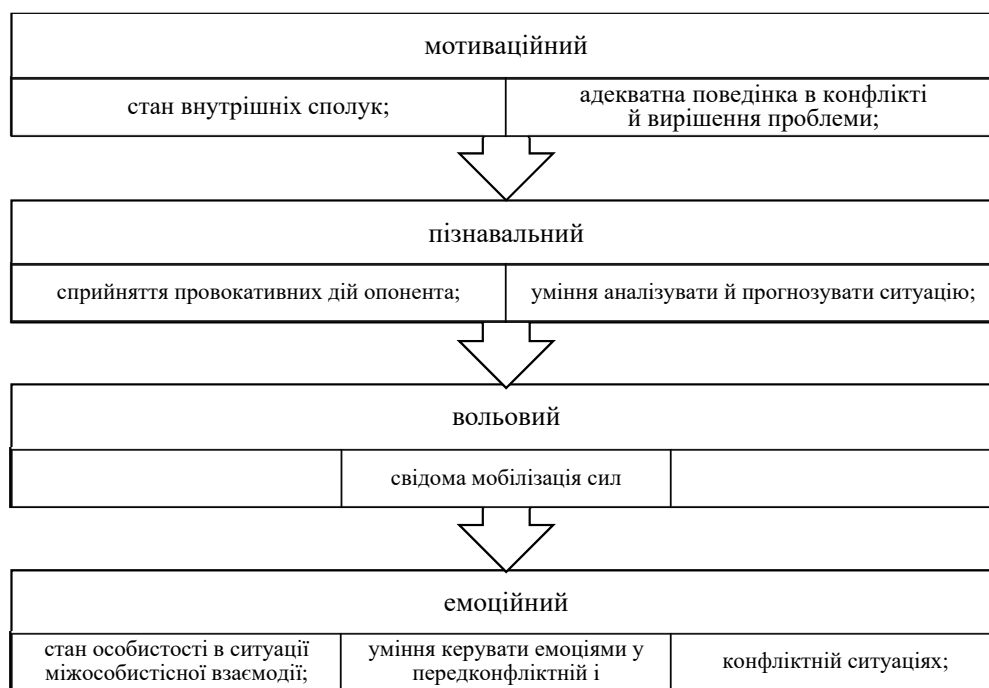 мотиваційний
стан внутрішніх сполук;
адекватна поведінка в конфлікті
й вирішення проблеми;
пізнавальний
сприйняття провокативних дій опонента;
уміння аналізувати й прогнозувати ситуацію;
вольовий
свідома мобілізація сил
емоційний
стан особистості в ситуації
міжособистісної взаємодії;
уміння керувати емоціями у
передконфліктній і
конфліктній ситуаціях;